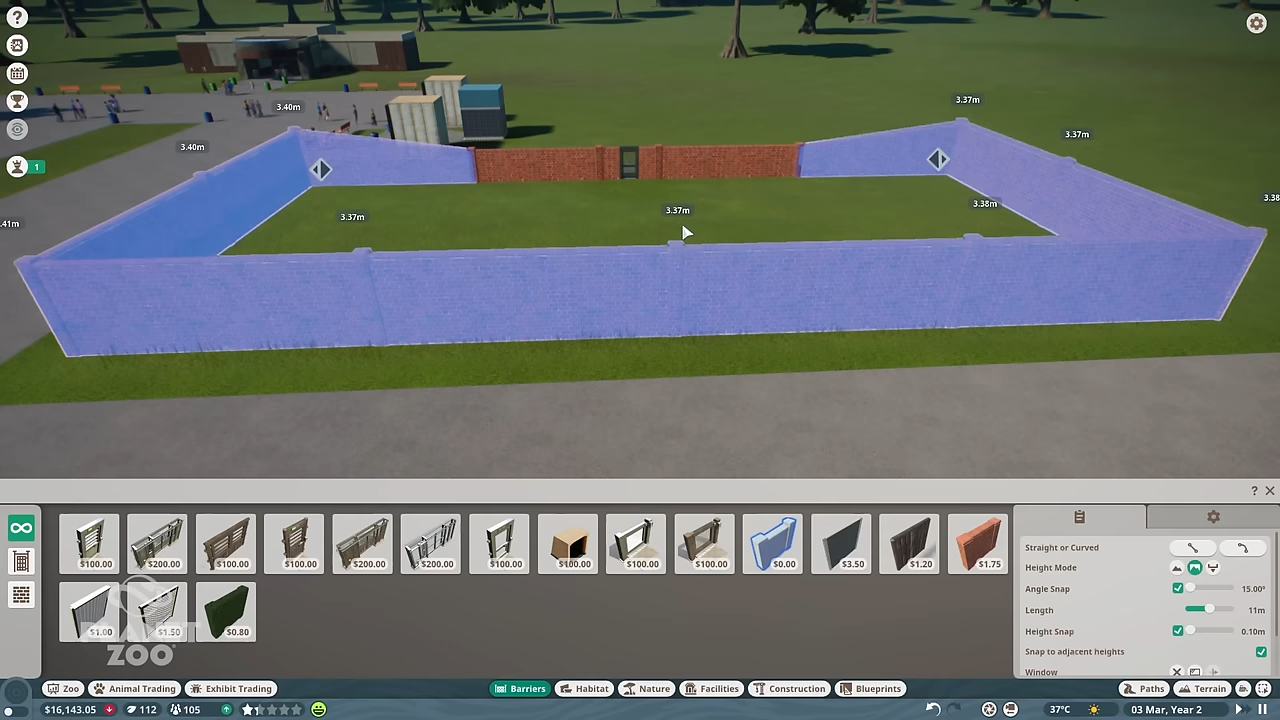 ?
3.40m
3.37m
3.40m
3.37m
1
3.37m
3.37m
3.38m
.41m
3.38
?
$100.00 $200.00 $100.00 $100.00 $200.00 $200.00 $100.00 $100.00 $100.00 $100.00 $0.00 $3.50 $1.20 $1.75
$1.00 $1.50 $0.80
ZOO
Straight or Curved
Height Mode
Angle Snap 15.00°
Length 11m
Height Snap 0.10m
Snap to adjacent heights
Window
Zoo Animal Trading Exhibit Trading Barriers Habitat Nature Facilities Construction Blueprints Paths Terrain
$16,143.05 112 105 37°C 03 Mar, Year 2